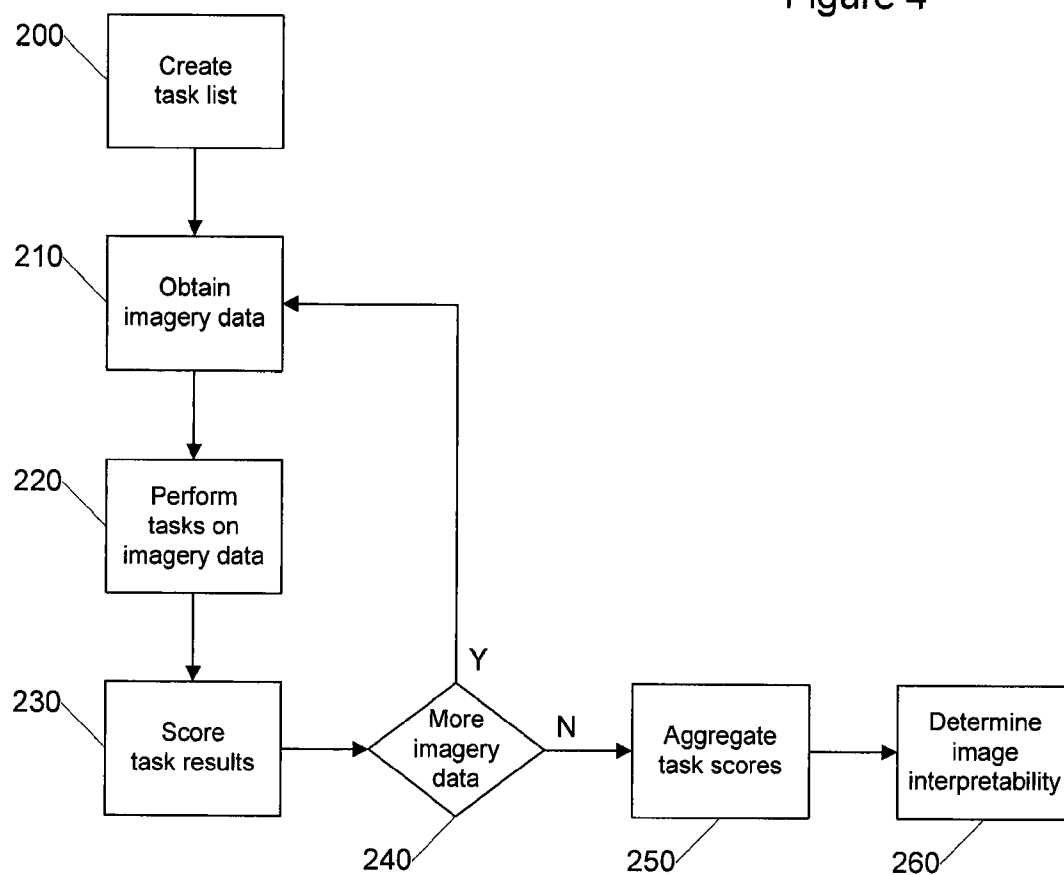 Figure 4
200
Create
task list
210
Obtain
imagery data
220
Perform
tasks on
imagery data
230
Score
task results
Y
More
imagery
data
240
N
Aggregate
task scores
250
Determine
image
interpretability
260